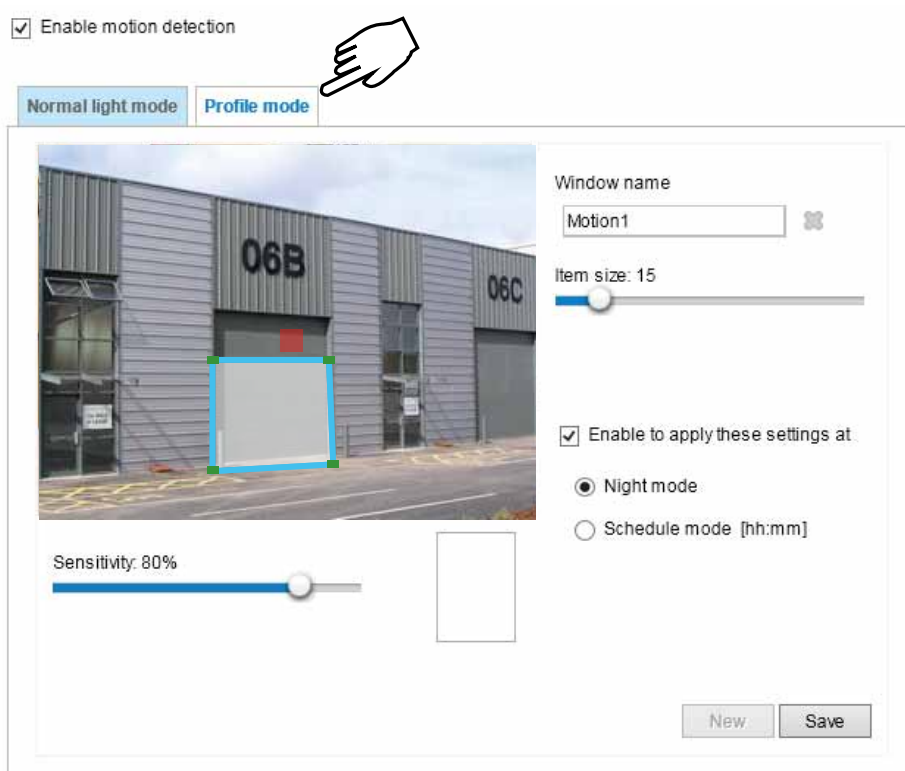 Enable motion detection
Normal light mode
Profile mode
06B
06C
Window name
Motion1
Item size: 15
Enable to apply these settings at
Night mode
Schedule mode [hh:mm]
Sensitivity: 80%
New
Save